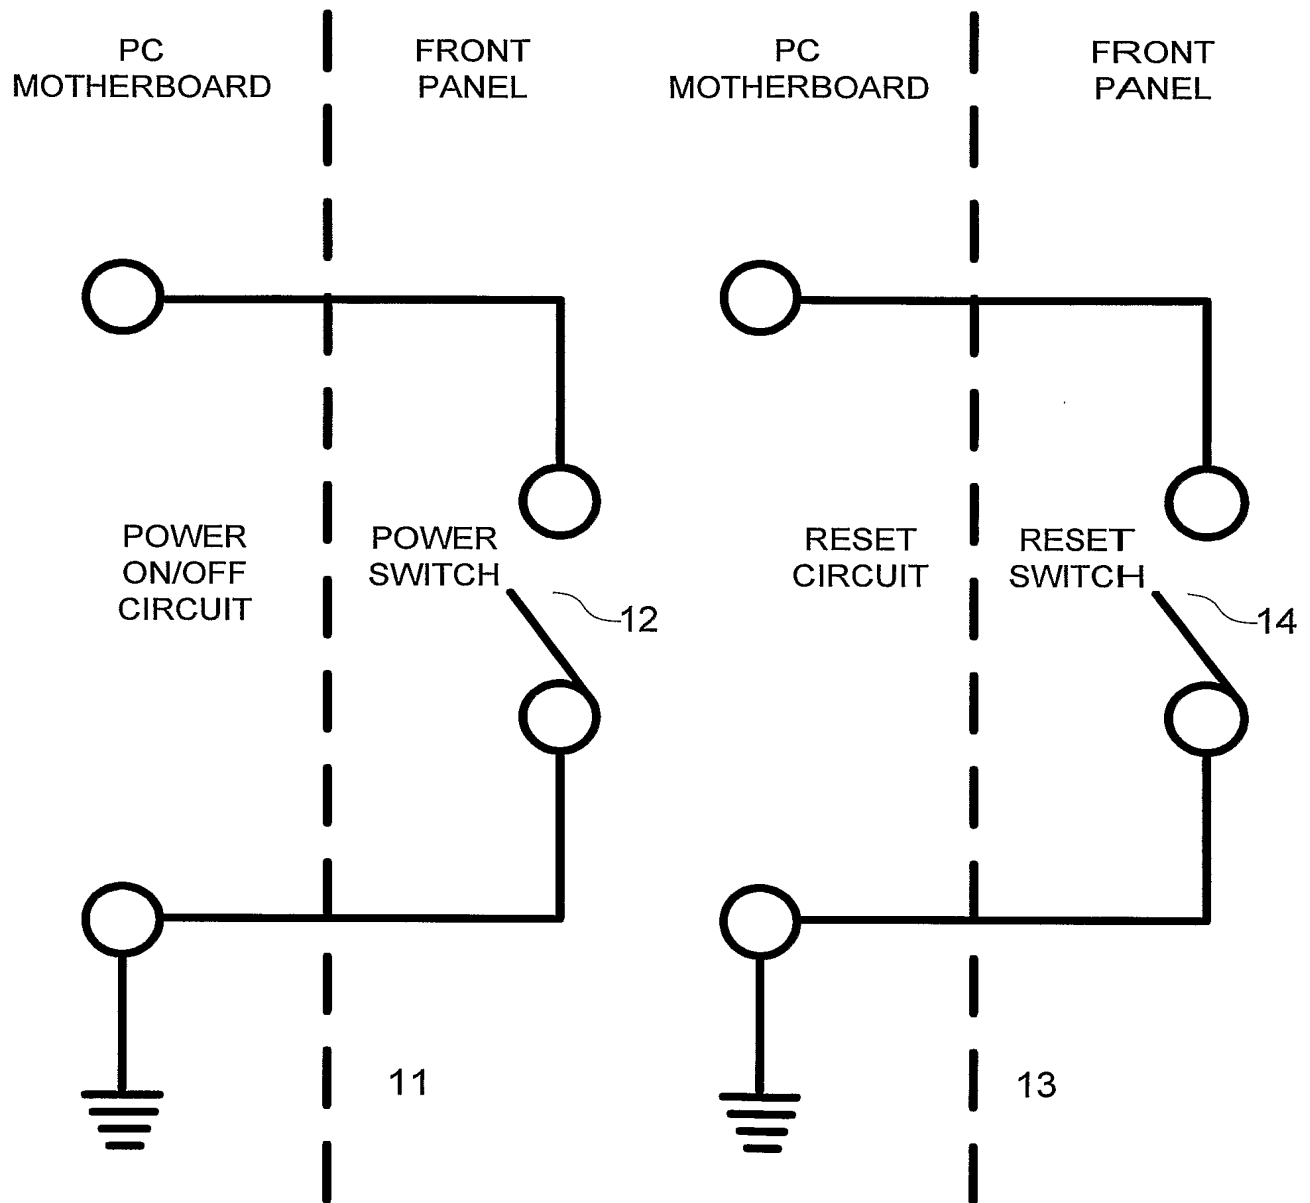 PC
MOTHERBOARD
FRONT
PANEL
POWER
ON/OFF
CIRCUIT
POWER
SWITCH
12
11
PC
MOTHERBOARD
FRONT
PANEL
RESET
CIRCUIT
RESET
SWITCH
14
13